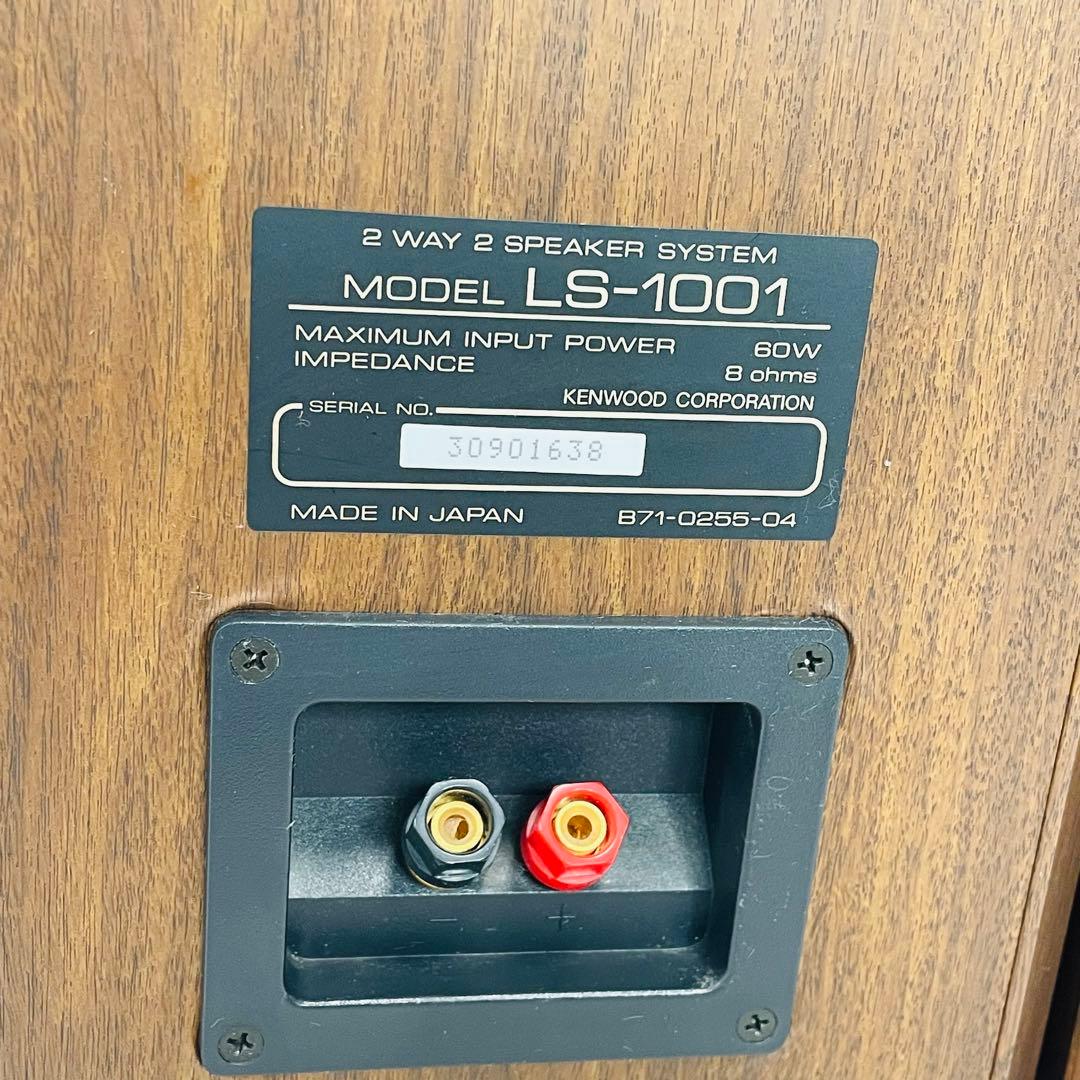 2 WAY 2 SPEAKER SYSTEM
MODEL LS-1001
MAXIMUM INPUT POWER 60W
IMPEDANCE 8 ohms
KENWOOD CORPORATION
SERIAL NO.
30901638
MADE IN JAPAN B71-0255-04
− +